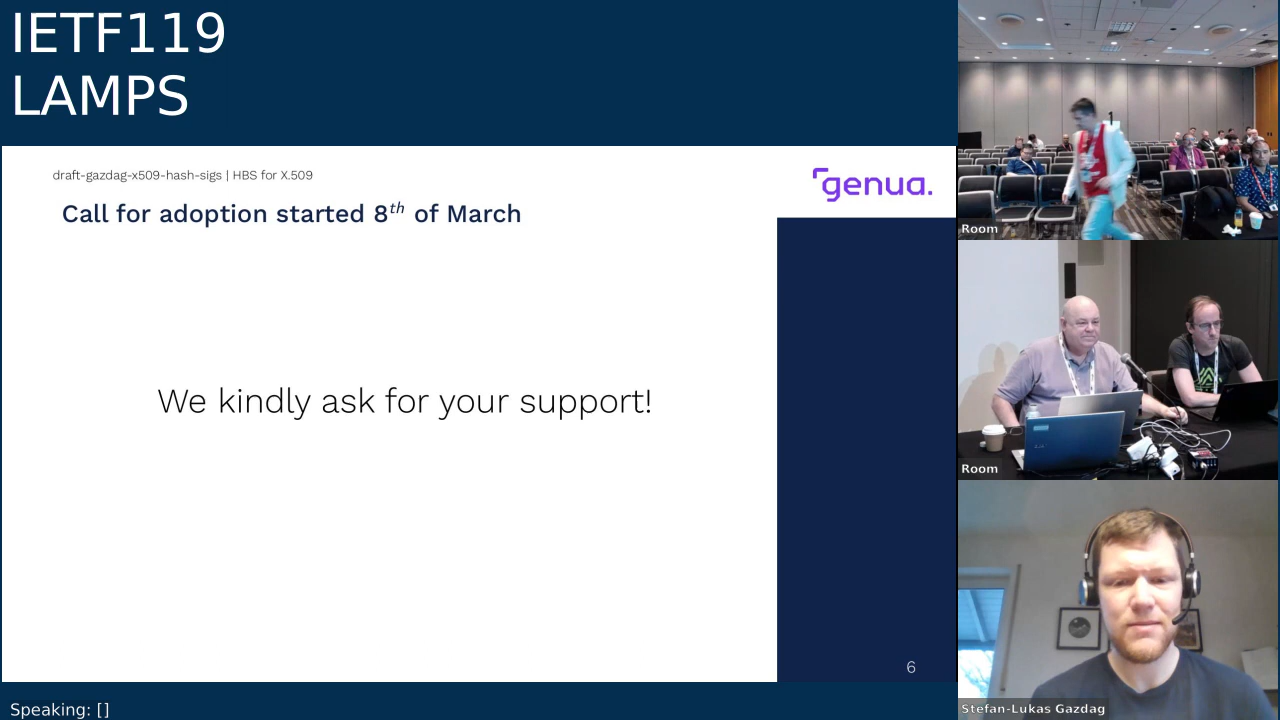 IETF119
LAMPS
draft-gazdag-x509-hash-sigs | HBS for X.509
genua.
Call for adoption started 8th of March
We kindly ask for your support!
6
Speaking: []
1
Room
Room
Stefan-Lukas Gazdag